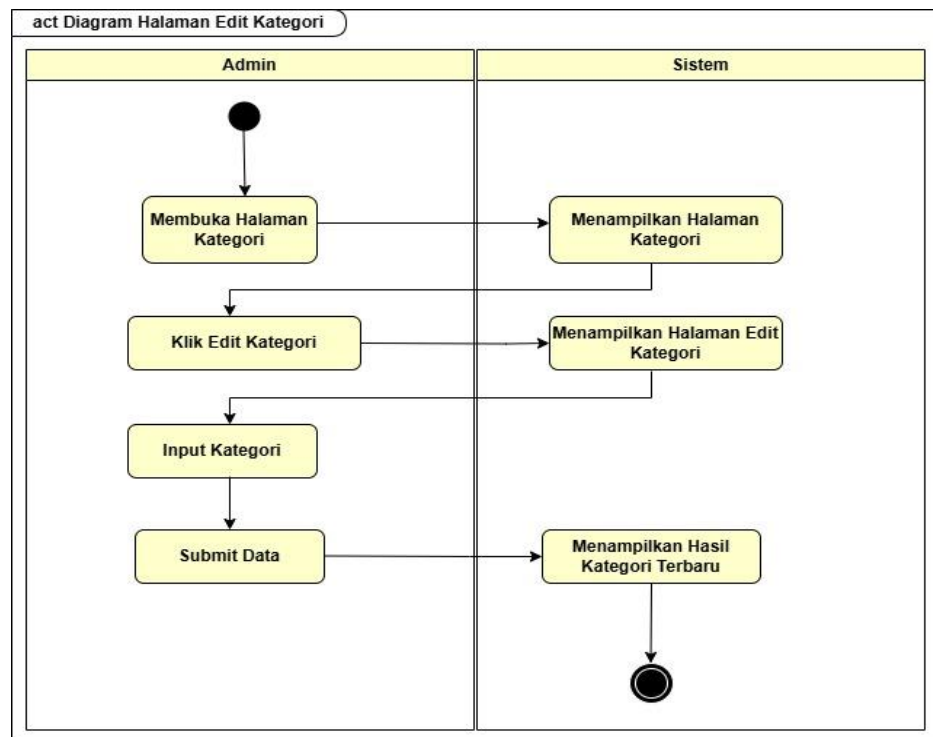 act Diagram Halaman Edit Kategori
Admin
Sistem
Membuka Halaman
Kategori
Menampilkan Halaman
Kategori
Klik Edit Kategori
Menampilkan Halaman Edit
Kategori
Input Kategori
Submit Data
Menampilkan Hasil
Kategori Terbaru